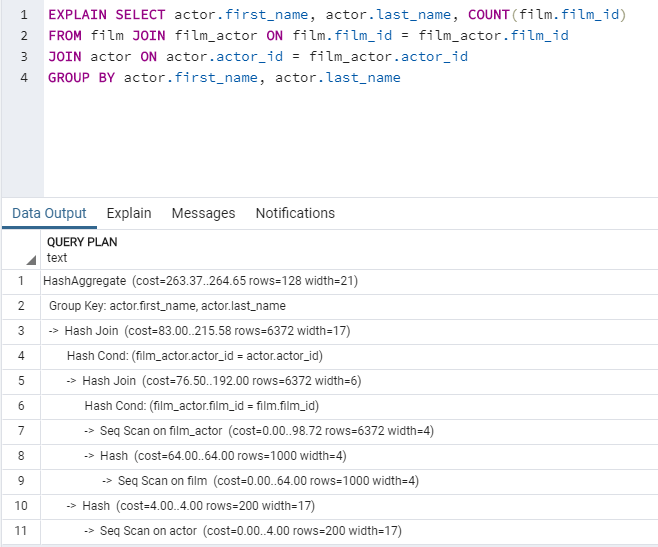 1 EXPLAIN SELECT actor.first_name, actor.last_name, COUNT(film.film_id)
2 FROM film JOIN film_actor ON film.film_id = film_actor.film_id
3 JOIN actor ON actor.actor_id = film_actor.actor_id
4 GROUP BY actor.first_name, actor.last_name
Data Output Explain Messages Notifications
QUERY PLAN
text
1 HashAggregate (cost=263.37..264.65 rows=128 width=21)
2 Group Key: actor.first_name, actor.last_name
3 -> Hash Join (cost=83.00..215.58 rows=6372 width=17)
4 Hash Cond: (film_actor.actor_id = actor.actor_id)
5 -> Hash Join (cost=76.50..192.00 rows=6372 width=6)
6 Hash Cond: (film_actor.film_id = film.film_id)
7 -> Seq Scan on film_actor (cost=0.00..98.72 rows=6372 width=4)
8 -> Hash (cost=64.00..64.00 rows=1000 width=4)
9 -> Seq Scan on film (cost=0.00..64.00 rows=1000 width=4)
10 -> Hash (cost=4.00..4.00 rows=200 width=17)
11 -> Seq Scan on actor (cost=0.00..4.00 rows=200 width=17)